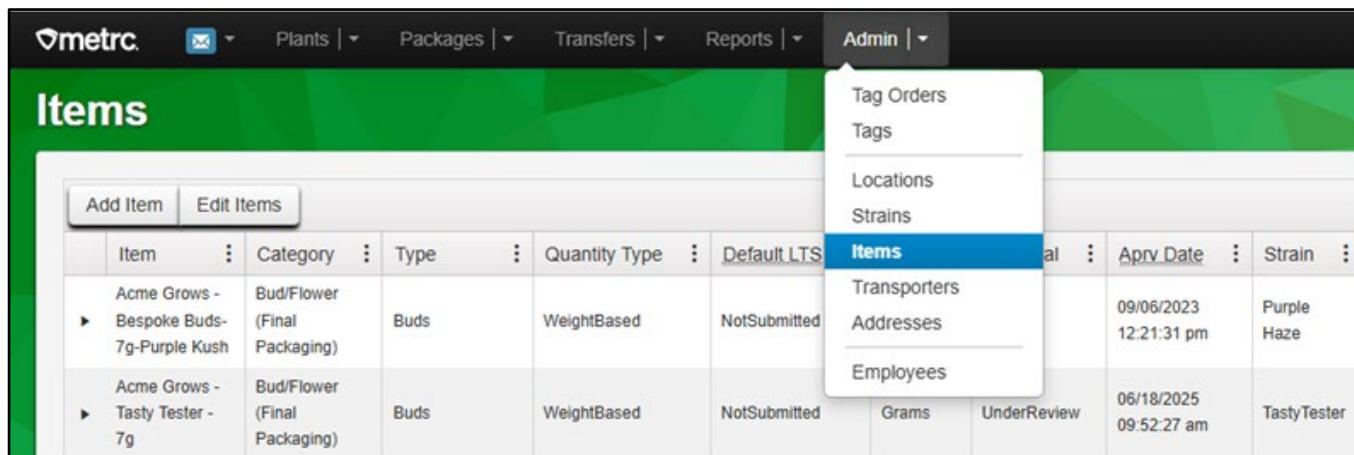 metrc.
Plants
Packages
Transfers
Reports
Admin
Items
Tag Orders
Tags
Locations
Strains
Items
Transporters
Addresses
Employees
Add Item
Edit Items
Item
Category
Type
Quantity Type
Default LTS
al
Aprv Date
Strain
Acme Grows -
Bespoke Buds-
7g-Purple Kush
Bud/Flower
(Final
Packaging)
Buds
WeightBased
NotSubmitted
09/06/2023
12:21:31 pm
Purple
Haze
Acme Grows -
Tasty Tester -
7g
Bud/Flower
(Final
Packaging)
Buds
WeightBased
NotSubmitted
Grams
UnderReview
06/18/2025
09:52:27 am
TastyTester